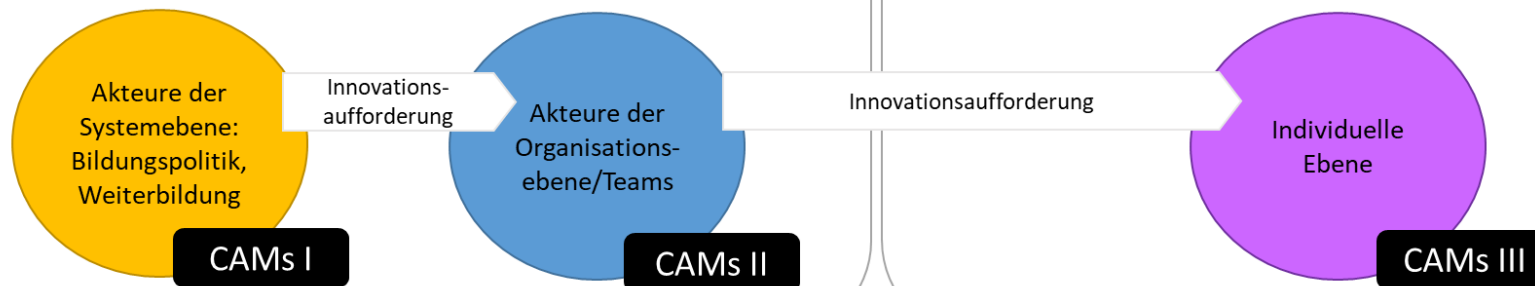 Akteure der
Systemebene:
Bildungspolitik,
Weiterbildung
CAMs I
Innovations-
aufforderung
Akteure der
Organisations-
ebene/Teams
CAMs II
Innovationsaufforderung
Individuelle
Ebene
CAMs III